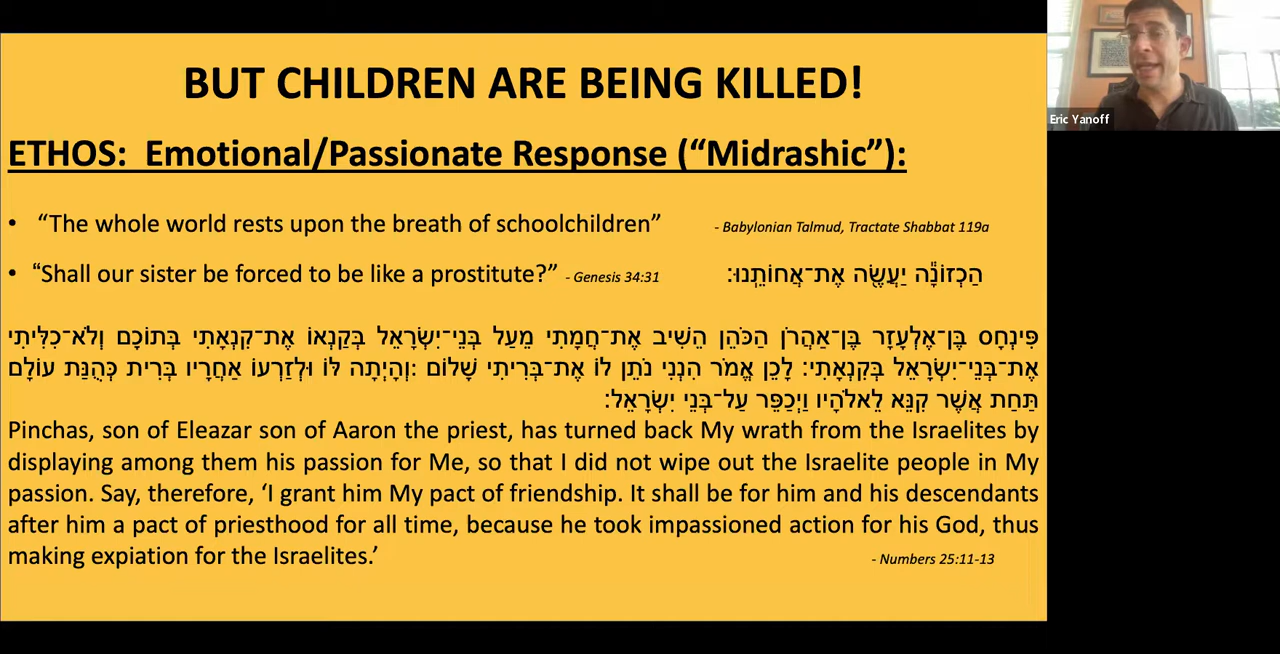 BUT CHILDREN ARE BEING KILLED!
ETHOS: Emotional/Passionate Response (“Midrashic”):
• “The whole world rests upon the breath of schoolchildren” - Babylonian Talmud, Tractate Shabbat 119a
• “Shall our sister be forced to be like a prostitute?” - Genesis 34:31 הַכְזוֹנָ֕ה יַעֲשֶׂ֖ה אֶת־אֲחוֹתֵֽנוּ׃
פִּינְחָס בֶּן־אֶלְעָזָר בֶּן־אַהֲרֹן הַכֹּהֵן הֵשִׁיב אֶת־חֲמָתִי מֵעַל בְּנֵי־יִשְׂרָאֵל בְּקַנְאוֹ אֶת־קִנְאָתִי בְּתוֹכָם וְלֹא־כִלִּיתִי
אֶת־בְּנֵי־יִשְׂרָאֵל בְּקִנְאָתִי: לָכֵן אֱמֹר הִנְנִי נֹתֵן לוֹ אֶת־בְּרִיתִי שָׁלוֹם :וְהָיְתָה לּוֹ וּלְזַרְעוֹ אַחֲרָיו בְּרִית כְּהֻנַּת עוֹלָם
תַּחַת אֲשֶׁר קִנֵּא לֵאלֹהָיו וַיְכַפֵּר עַל־בְּנֵי יִשְׂרָאֵל:
Pinchas, son of Eleazar son of Aaron the priest, has turned back My wrath from the Israelites by
displaying among them his passion for Me, so that I did not wipe out the Israelite people in My
passion. Say, therefore, ‘I grant him My pact of friendship. It shall be for him and his descendants
after him a pact of priesthood for all time, because he took impassioned action for his God, thus
making expiation for the Israelites.’ - Numbers 25:11-13
Eric Yanoff